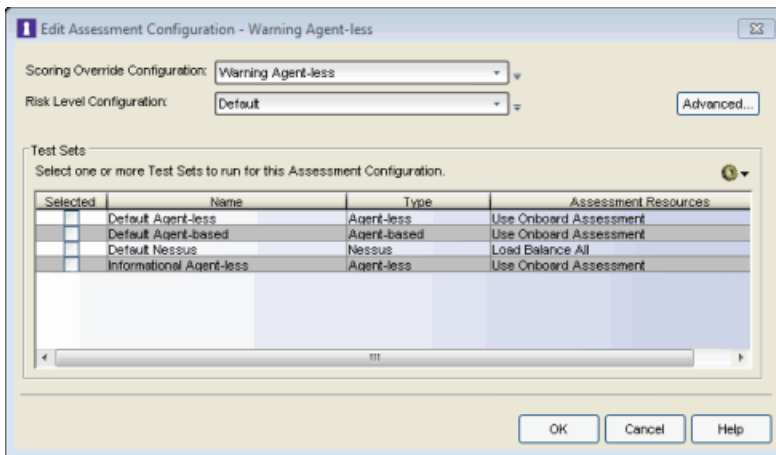 Edit Assessment Configuration - Warning Agent-less
Scoring Override Configuration: Warning Agent-less
Risk Level Configuration: Default Advanced...
Test Sets
Select one or more Test Sets to run for this Assessment Configuration.
Selected Name Type Assessment Resources
Default Agent-less Agent-less Use Onboard Assessment
Default Agent-based Agent-based Use Onboard Assessment
Default Nessus Nessus Load Balance All
Informational Agent-less Agent-less Use Onboard Assessment
OK Cancel Help